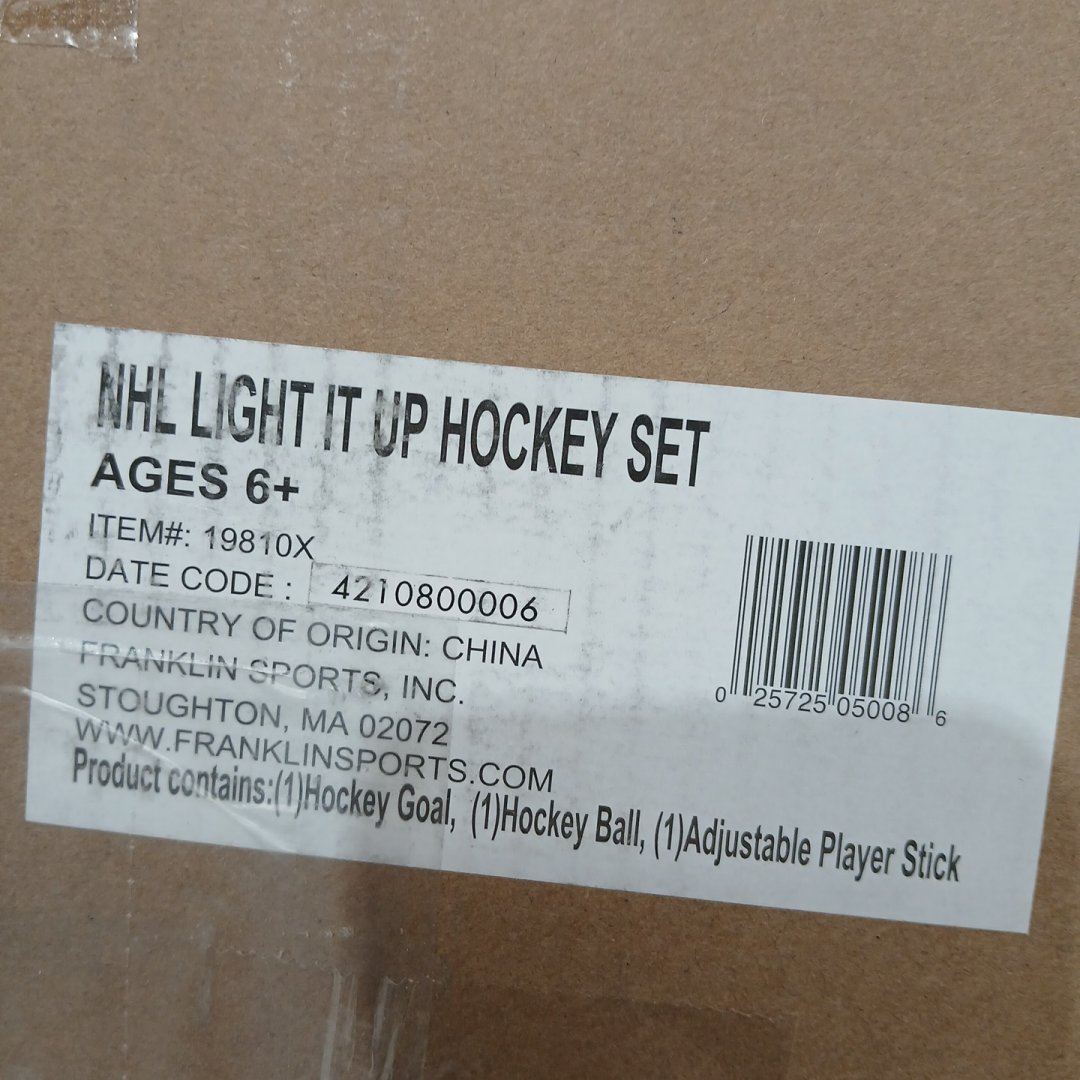 NHL LIGHT IT UP HOCKEY SET
AGES 6+
ITEM#: 19810X
DATE CODE : 4210800006
COUNTRY OF ORIGIN: CHINA
FRANKLIN SPORTS, INC.
STOUGHTON, MA 02072
WWW.FRANKLINSPORTS.COM
Product contains:(1)Hockey Goal, (1)Hockey Ball, (1)Adjustable Player Stick
0 25725 05008 6